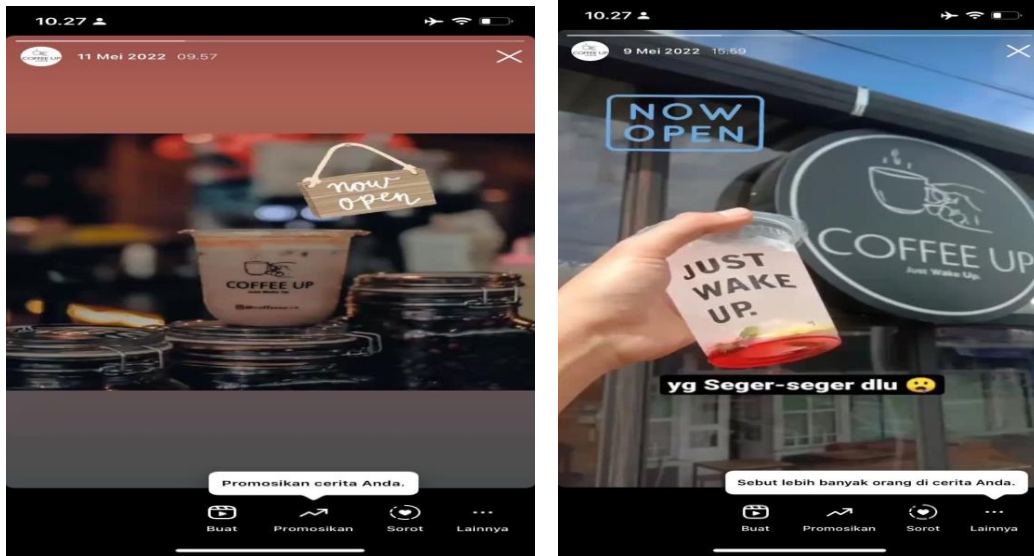 10.27
11 Mei 2022 09.57
now
open
COFFEE UP
Just Wake Up
Promosikan cerita Anda.
Buat Promosikan Sorot Lainnya
10.27
COFFEE UP
9 Mei 2022 15:59
NOW
OPEN
COFFEE UP
Just Wake Up.
JUST
WAKE
UP.
yg Seger-seger dlu
Sebut lebih banyak orang di cerita Anda.
Buat Promosikan Sorot Lainnya